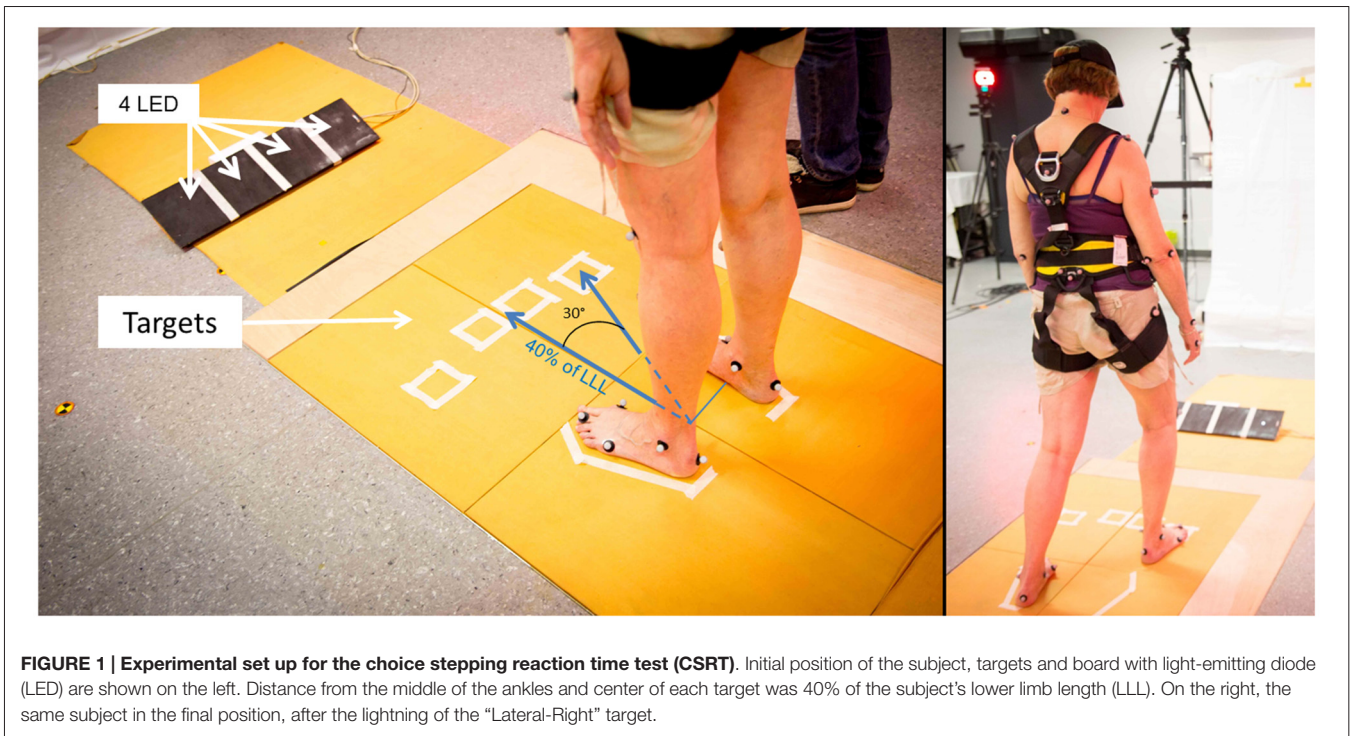 4 LED
Targets
30°
40% of LLL
FIGURE 1 | Experimental set up for the choice stepping reaction time test (CSRT). Initial position of the subject, targets and board with light-emitting diode
(LED) are shown on the left. Distance from the middle of the ankles and center of each target was 40% of the subject's lower limb length (LLL). On the right, the
same subject in the final position, after the lightning of the “Lateral-Right” target.